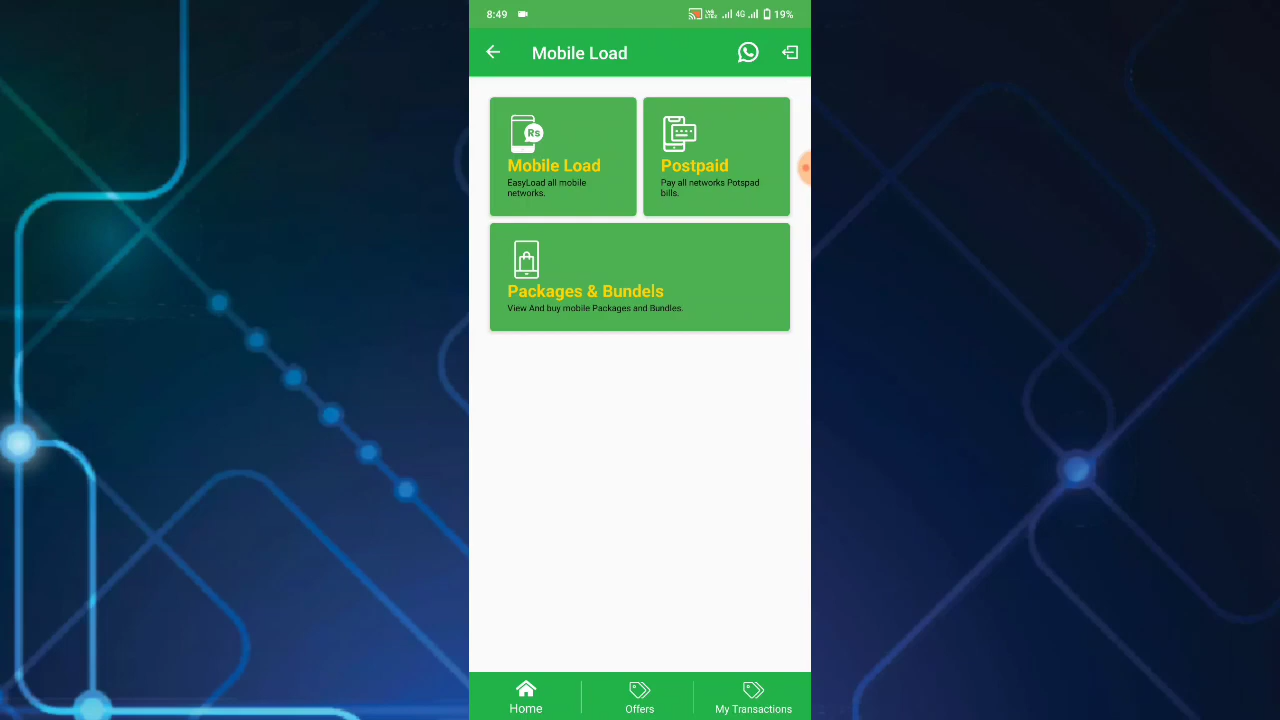 8:49
4G
19%
Mobile Load
Rs
Mobile Load
EasyLoad all mobile
networks.
Postpaid
Pay all networks Potspad
bills.
Packages & Bundels
View And buy mobile Packages and Bundles.
Home
Offers
My Transactions